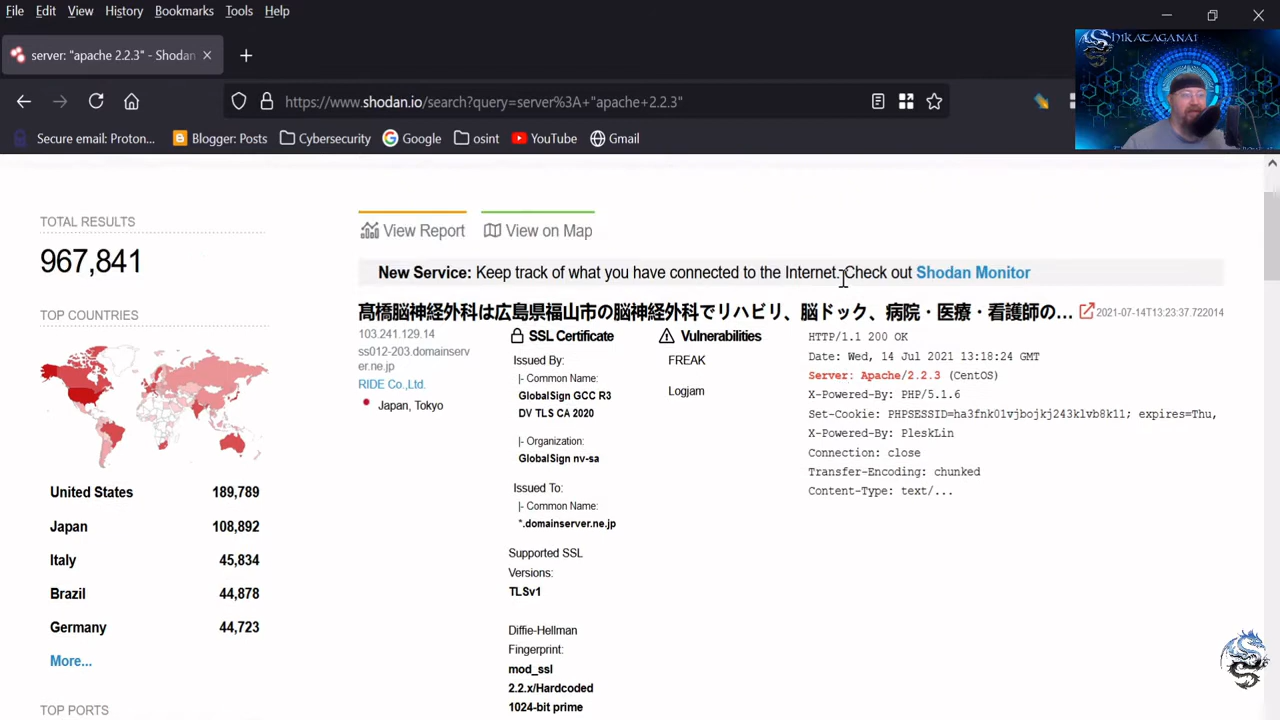 File Edit View History Bookmarks Tools Help
server: "apache 2.2.3" - Shodan
SHIKATAGANAI
https://www.shodan.io/search?query=server%3A+"apache+2.2.3"
Secure email: Proton... Blogger: Posts Cybersecurity Google osint YouTube Gmail
TOTAL RESULTS
967,841
TOP COUNTRIES
United States 189,789
Japan 108,892
Italy 45,834
Brazil 44,878
Germany 44,723
More...
TOP PORTS
View Report View on Map
New Service: Keep track of what you have connected to the Internet. Check out Shodan Monitor
髙橋脳神経外科は広島県福山市の脳神経外科でリハビリ、脳ドック、病院・医療・看護師の...
2021-07-14T13:23:37.722014
103.241.129.14
ss012-203.domainserv
er.ne.jp
RIDE Co.,Ltd.
Japan, Tokyo
SSL Certificate
Issued By:
|- Common Name:
GlobalSign GCC R3
DV TLS CA 2020
|- Organization:
GlobalSign nv-sa
Issued To:
|- Common Name:
*.domainserver.ne.jp
Supported SSL
Versions:
TLSv1
Diffie-Hellman
Fingerprint:
mod_ssl
2.2.x/Hardcoded
1024-bit prime
Vulnerabilities
FREAK
Logjam
HTTP/1.1 200 OK
Date: Wed, 14 Jul 2021 13:18:24 GMT
Server: Apache/2.2.3 (CentOS)
X-Powered-By: PHP/5.1.6
Set-Cookie: PHPSESSID=ha3fnk01vjbojkj243klvb8k11; expires=Thu,
X-Powered-By: PleskLin
Connection: close
Transfer-Encoding: chunked
Content-Type: text/...